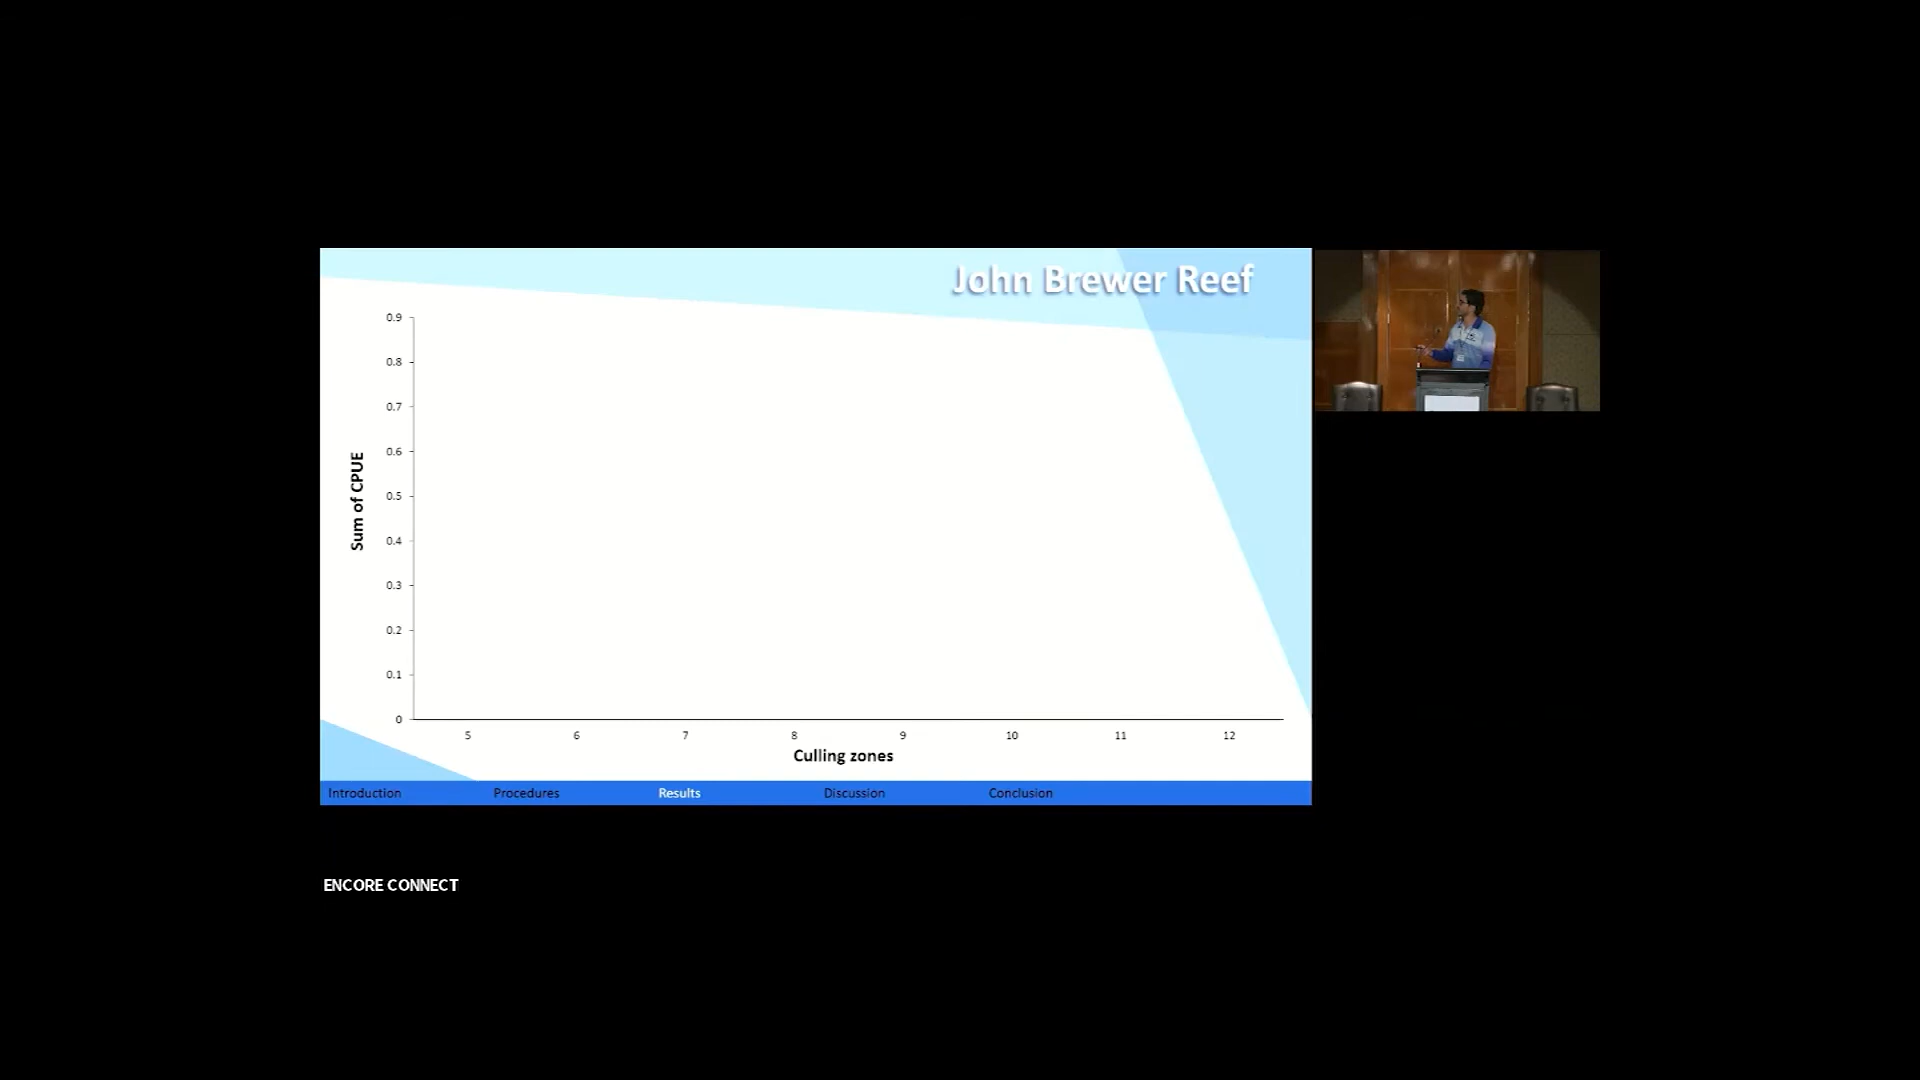 John Brewer Reef
0.9
0.8
0.7
0.6
0.5
0.4
0.3
0.2
0.1
0
Sum of CPUE
5 6 7 8 9 10 11 12
Culling zones
Introduction Procedures Results Discussion Conclusion
ENCORE CONNECT